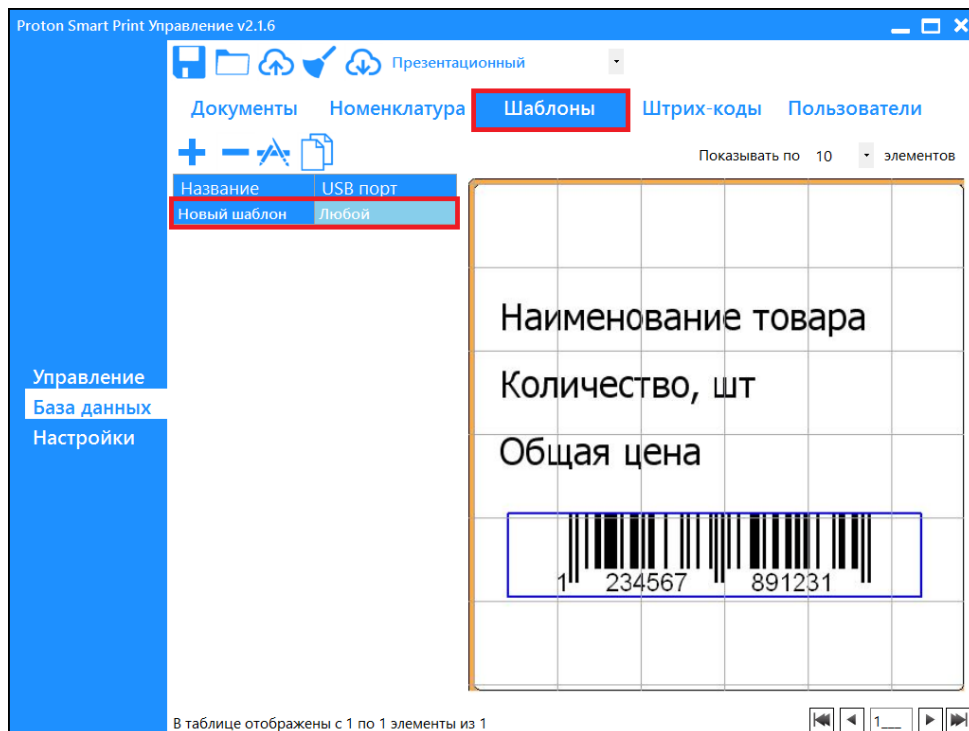 Proton Smart Print Управление v2.1.6
Презентационный
Документы Номенклатура Шаблоны Штрих-коды Пользователи
Показывать по 10 элементов
Название USB порт
Новый шаблон Любой
Наименование товара
Управление
Количество, шт
База данных
Настройки
Общая цена
1 234567 891231
В таблице отображены с 1 по 1 элементы из 1
1___